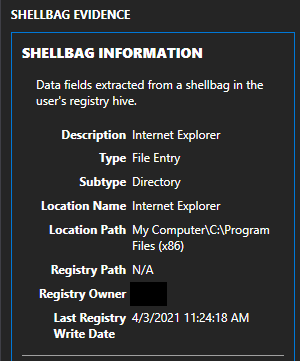 SHELLBAG EVIDENCE
SHELLBAG INFORMATION
Data fields extracted from a shellbag in the
user's registry hive.
Description Internet Explorer
Type File Entry
Subtype Directory
Location Name Internet Explorer
Location Path My Computer\C:\Program
Files (x86)
Registry Path N/A
Registry Owner
Last Registry 4/3/2021 11:24:18 AM
Write Date